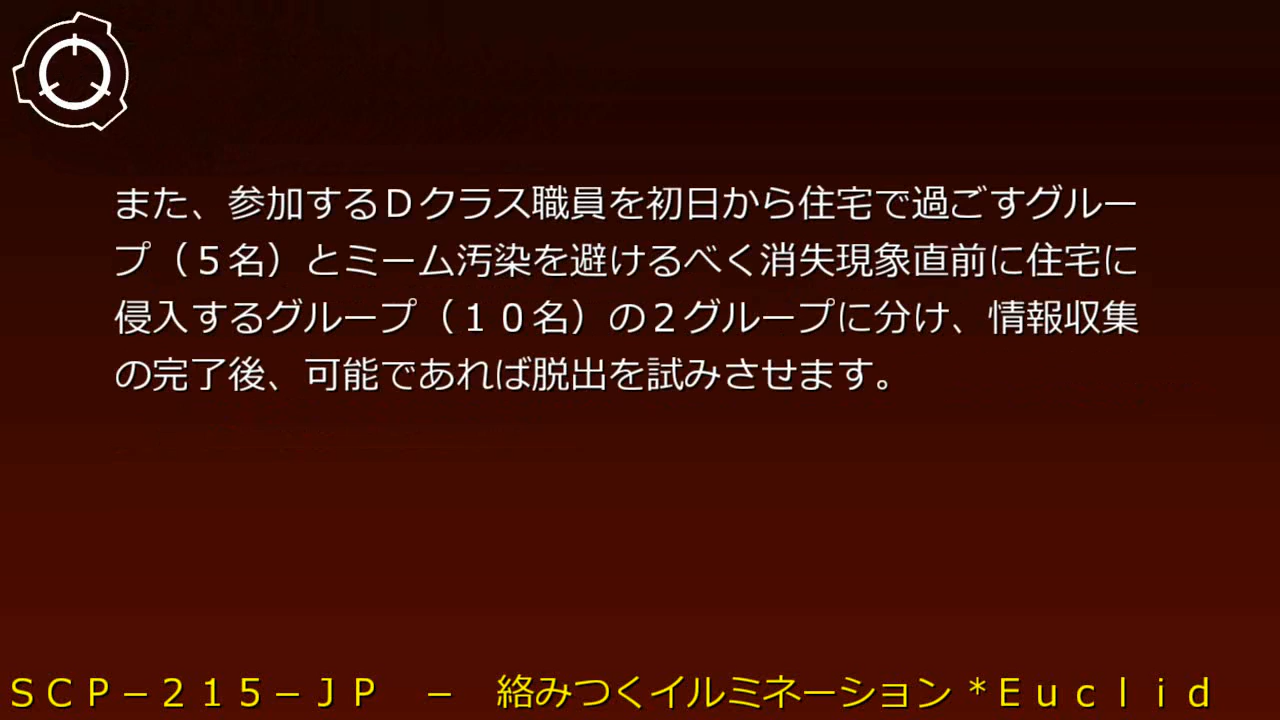 また、参加するＤクラス職員を初日から住宅で過ごすグルー
プ（５名）とミーム汚染を避けるべく消失現象直前に住宅に
侵入するグループ（１０名）の２グループに分け、情報収集
の完了後、可能であれば脱出を試みさせます。
ＳＣＰ−２１５−ＪＰ　−　絡みつくイルミネーション＊Ｅｕｃｌｉｄ